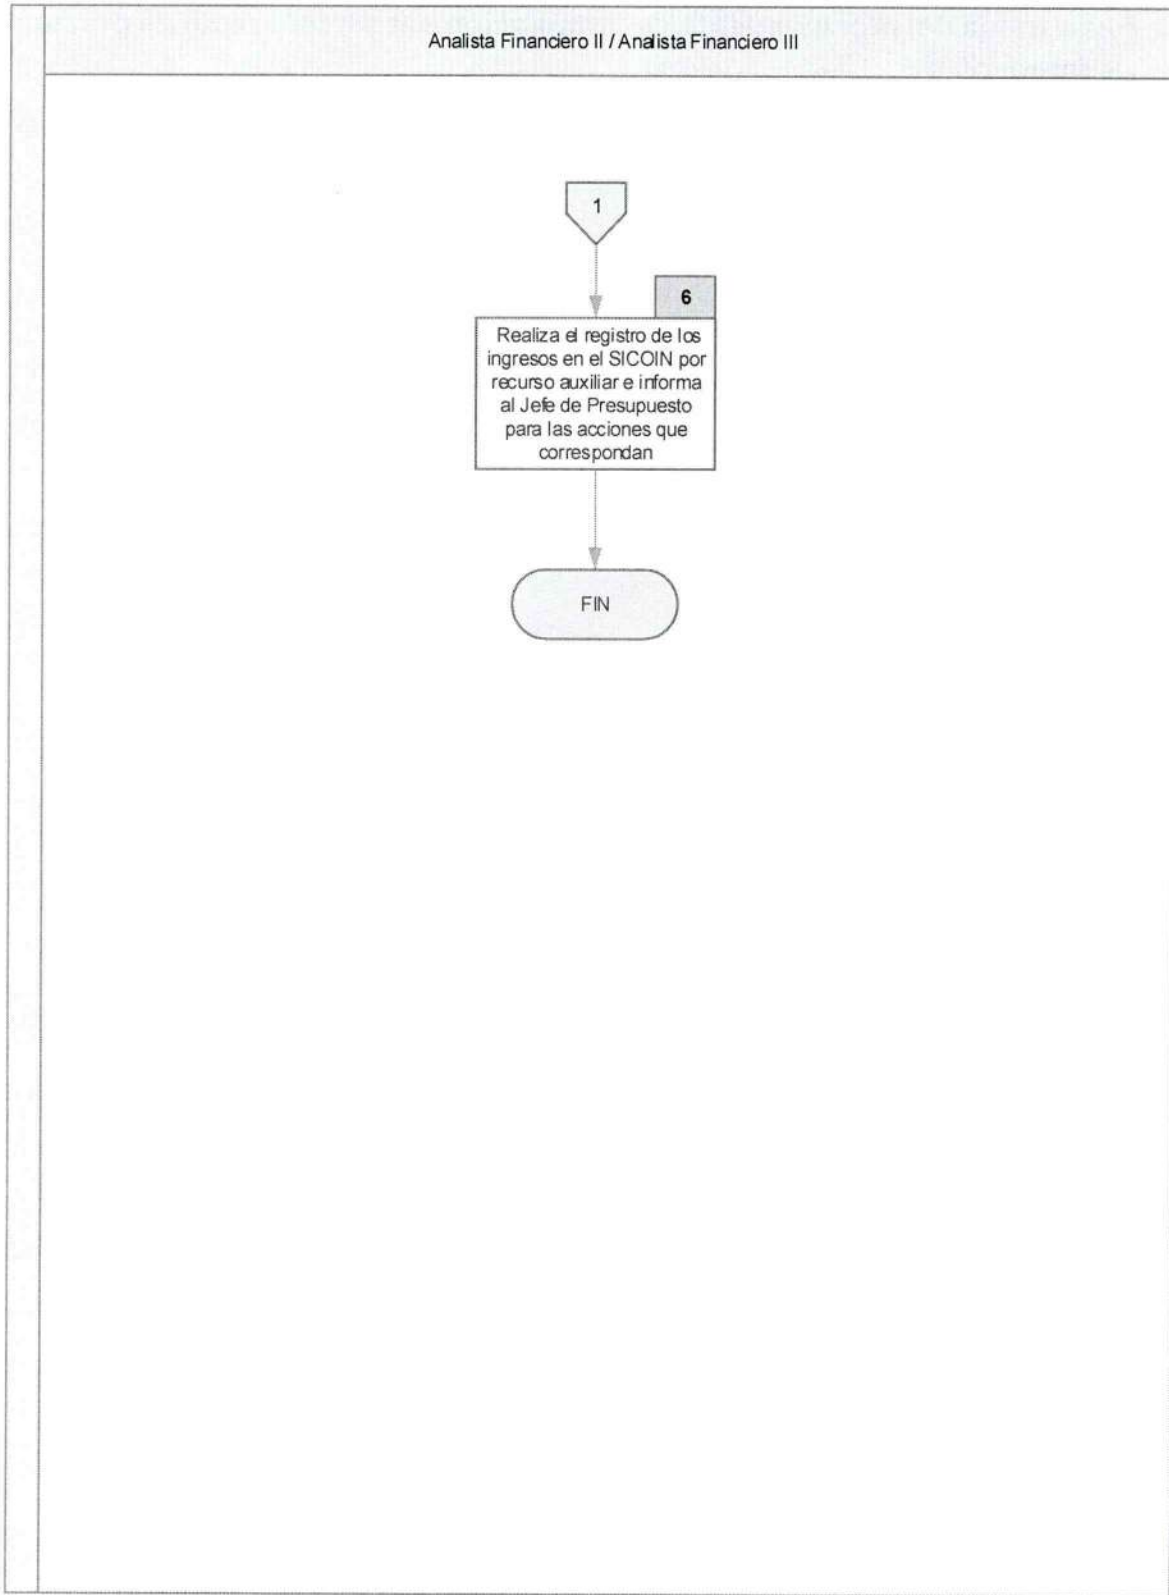 Analista Financiero II / Analista Financiero III
1
6
Realiza el registro de los
ingresos en el SICOIN por
recurso auxiliar e informa
al Jefe de Presupuesto
para las acciones que
correspondan
FIN